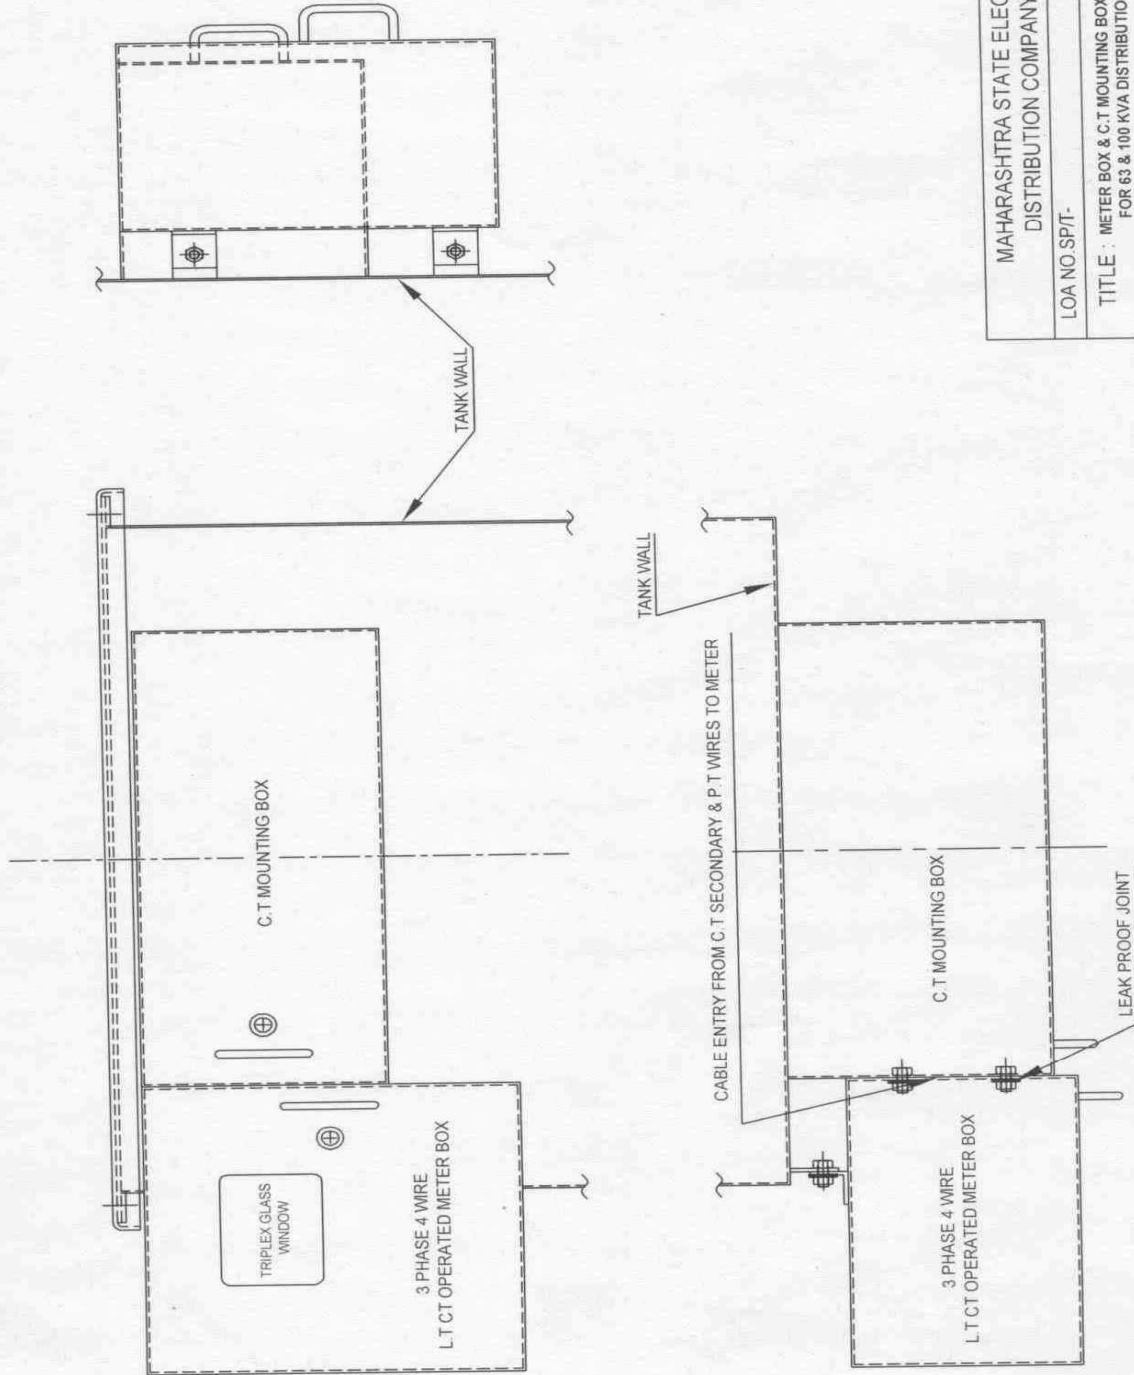 TANK WALL
C.T MOUNTING BOX
TRIPLEX GLASS
WINDOW
3 PHASE 4 WIRE
L.T CT OPERATED METER BOX
TANK WALL
CABLE ENTRY FROM C.T SECONDARY & P.T WIRES TO METER
C.T MOUNTING BOX
3 PHASE 4 WIRE
L.T CT OPERATED METER BOX
LEAK PROOF JOINT
MAHARASHTRA STATE ELEC
DISTRIBUTION COMPANY
LOA NO.SP/T-
TITLE : METER BOX & C.T MOUNTING BOX
FOR 63 & 100 KVA DISTRIBUTIO